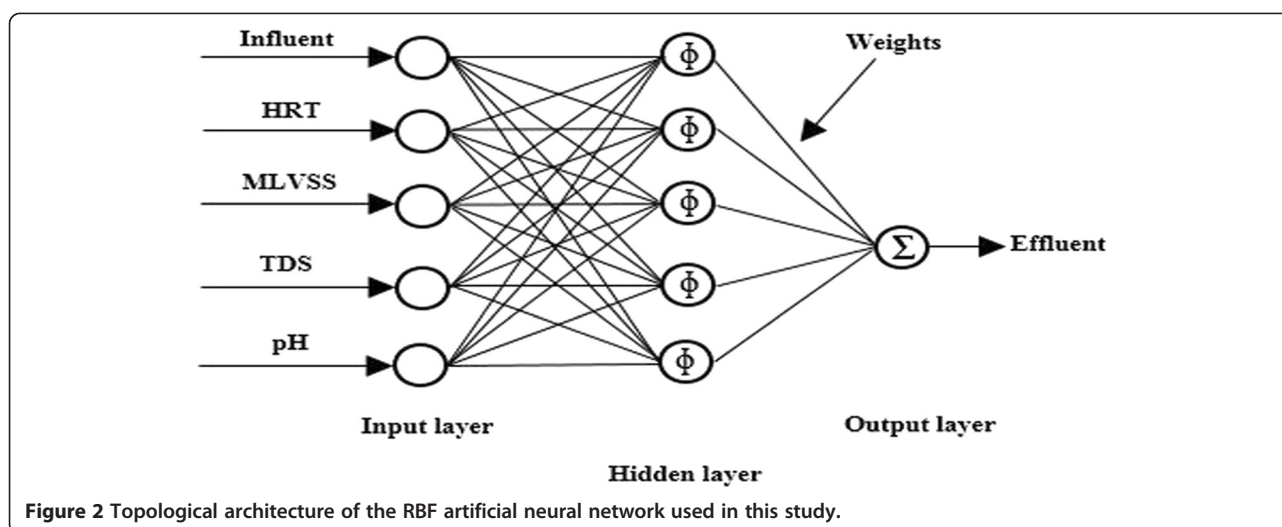 Influent
HRT
MLVSS
TDS
pH
Φ
Φ
Φ
Φ
Φ
Weights
Σ
Effluent
Input layer
Hidden layer
Output layer
Figure 2 Topological architecture of the RBF artificial neural network used in this study.